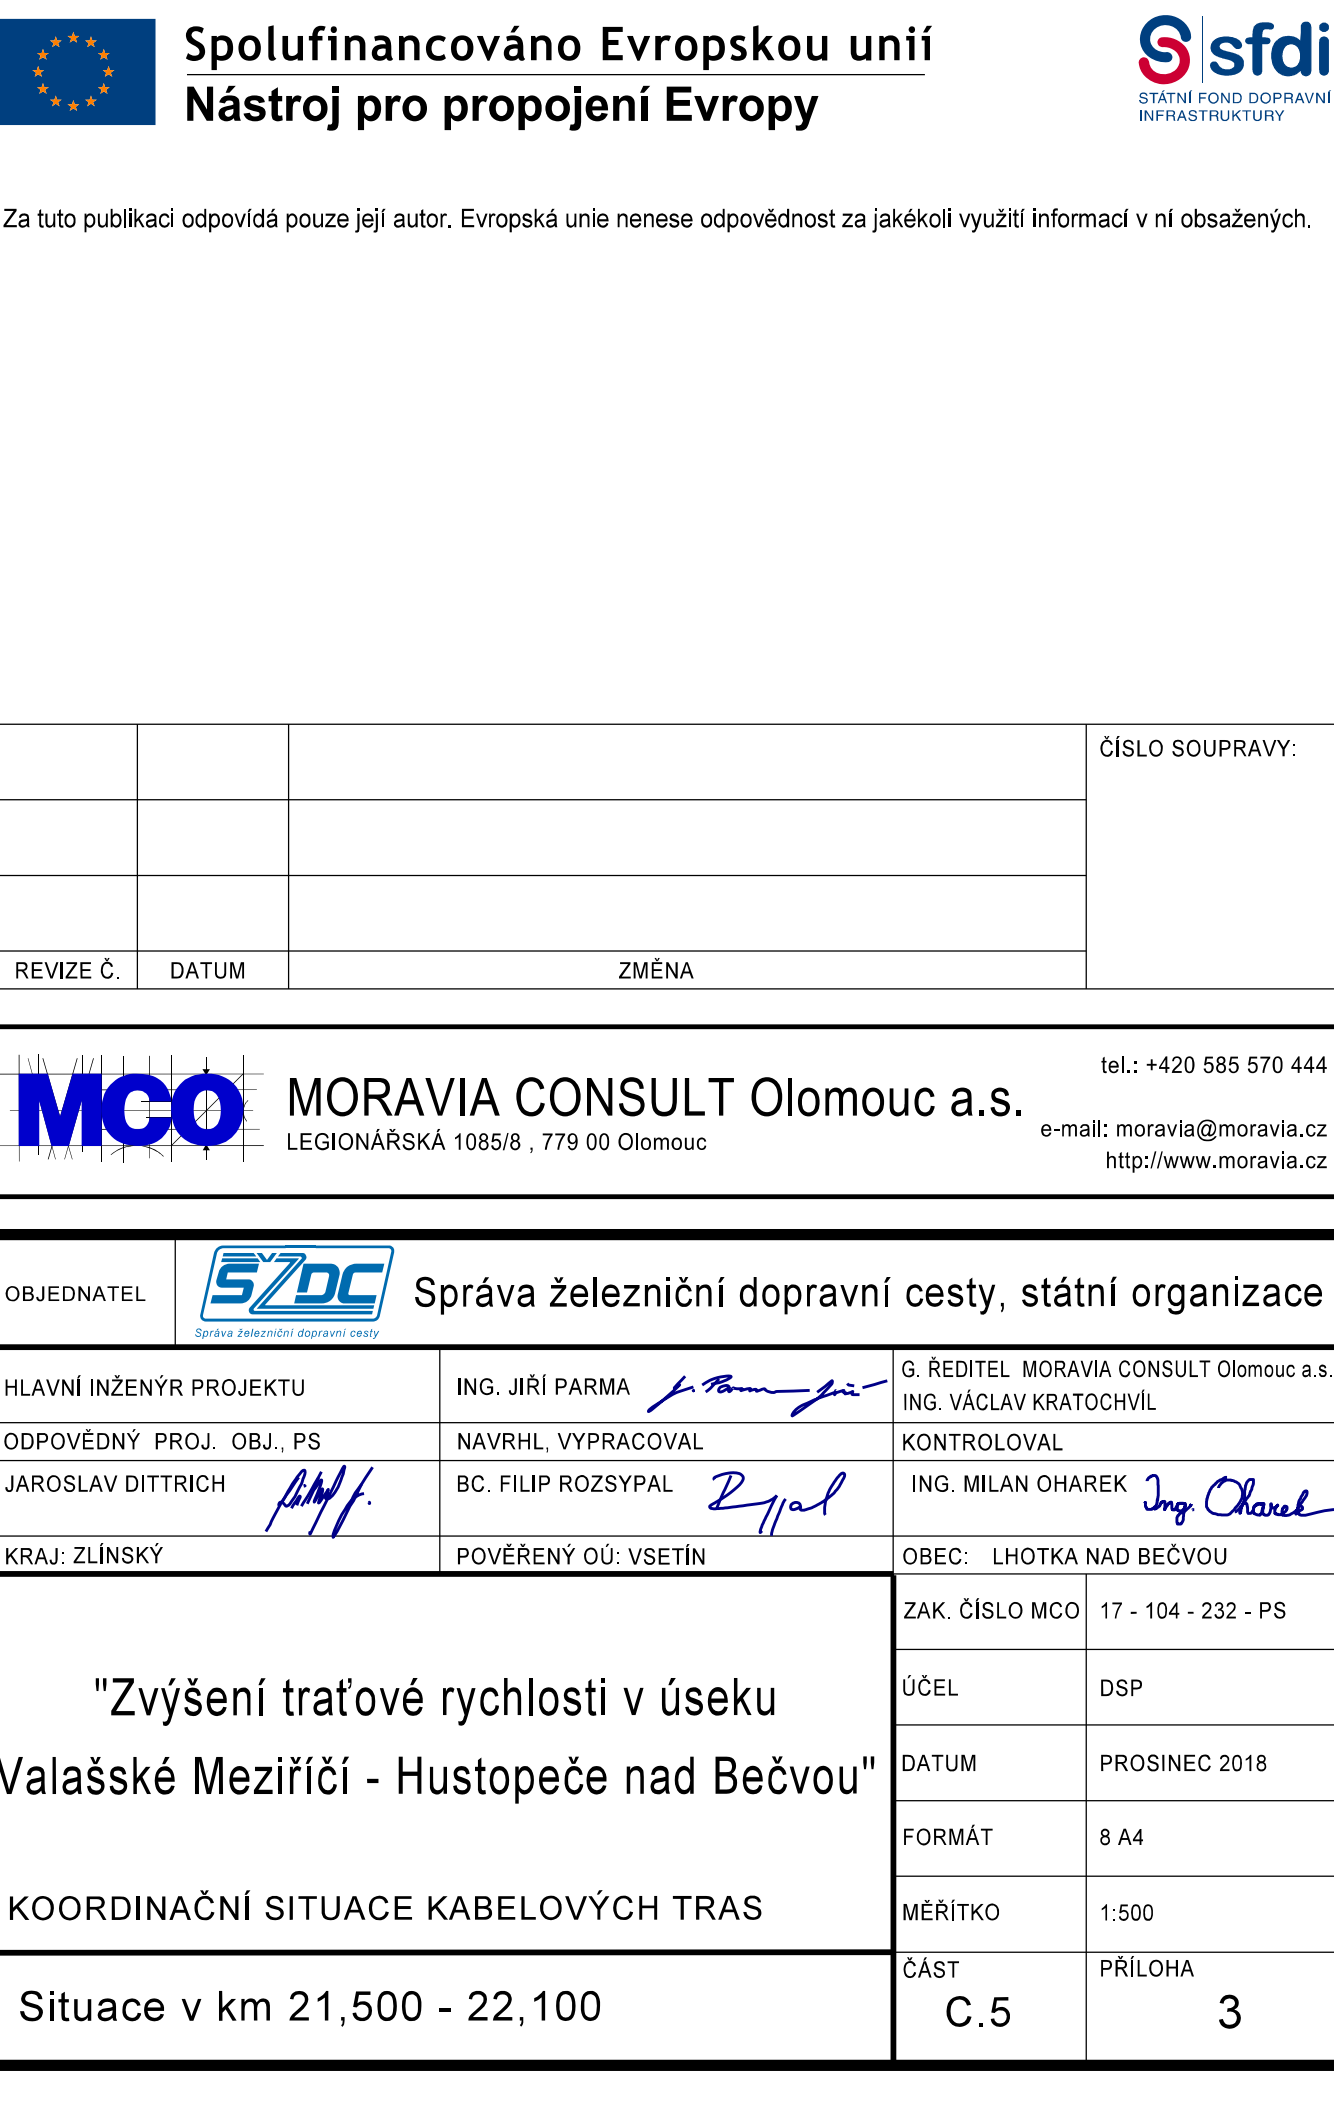 Spolufinancováno Evropskou unií
Nástroj pro propojení Evropy
sfdi
STÁTNÍ FOND DOPRAVNÍ
INFRASTRUKTURY
Za tuto publikaci odpovídá pouze její autor. Evropská unie nenese odpovědnost za jakékoli využití informací v ní obsažených.
ČÍSLO SOUPRAVY:
REVIZE Č. DATUM ZMĚNA
MCO
MORAVIA CONSULT Olomouc a.s.
LEGIONÁŘSKÁ 1085/8 , 779 00 Olomouc
tel.: +420 585 570 444
e-mail: moravia@moravia.cz
http://www.moravia.cz
OBJEDNATEL
SŽDC
Správa železniční dopravní cesty
Správa železniční dopravní cesty, státní organizace
HLAVNÍ INŽENÝR PROJEKTU
ING. JIŘÍ PARMA
J. Parma Jiří
G. ŘEDITEL MORAVIA CONSULT Olomouc a.s.
ING. VÁCLAV KRATOCHVÍL
ODPOVĚDNÝ PROJ. OBJ., PS
NAVRHL, VYPRACOVAL
KONTROLOVAL
JAROSLAV DITTRICH
BC. FILIP ROZSYPAL
ING. MILAN OHAREK
Ing. Oharek
KRAJ: ZLÍNSKÝ
POVĚŘENÝ OÚ: VSETÍN
OBEC: LHOTKA NAD BEČVOU
"Zvýšení traťové rychlosti v úseku
Valašské Meziříčí - Hustopeče nad Bečvou"
KOORDINAČNÍ SITUACE KABELOVÝCH TRAS
Situace v km 21,500 - 22,100
ZAK. ČÍSLO MCO 17 - 104 - 232 - PS
ÚČEL DSP
DATUM PROSINEC 2018
FORMÁT 8 A4
MĚŘÍTKO 1:500
ČÁST PŘÍLOHA
C.5 3